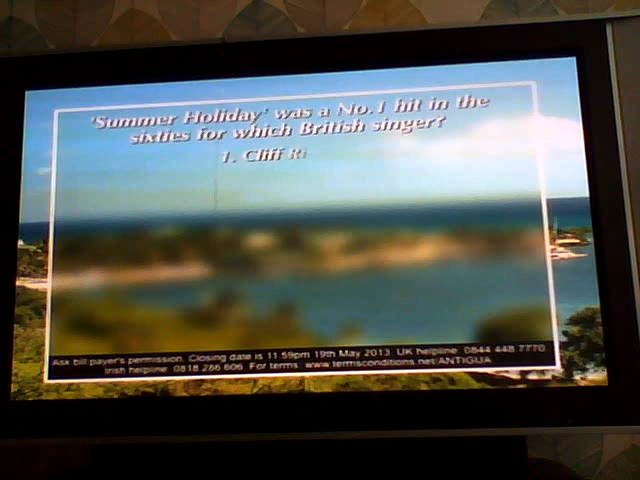 'Summer Holiday' was a No.1 hit in the
sixties for which British singer?
1. Cliff Ri
Ask bill payer's permission. Closing date is 11.59pm 19th May 2013. UK helpline: 0844 448 7770
Irish helpline: 0818 286 606. For terms: www.termsconditions.net/ANTIGUA